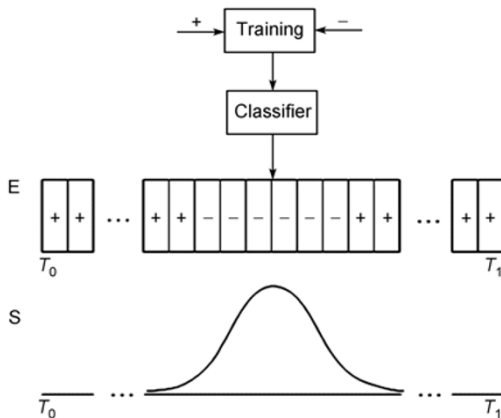 + Training −
Classifier
E + + ... + + − − − − − − + + ... + +
T0 T1
S
T0 ... ... T1